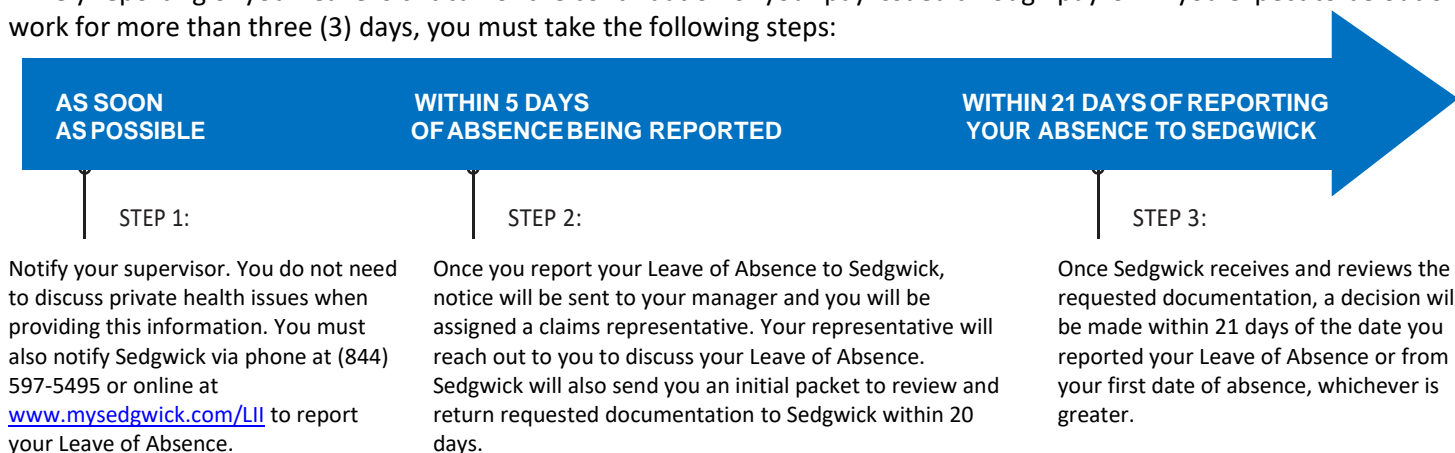 work for more than three (3) days, you must take the following steps:
AS SOON
AS POSSIBLE
WITHIN 5 DAYS
OF ABSENCE BEING REPORTED
WITHIN 21 DAYS OF REPORTING
YOUR ABSENCE TO SEDGWICK
STEP 1:
Notify your supervisor. You do not need
to discuss private health issues when
providing this information. You must
also notify Sedgwick via phone at (844)
597-5495 or online at
www.mysedgwick.com/LII to report
your Leave of Absence.
STEP 2:
Once you report your Leave of Absence to Sedgwick,
notice will be sent to your manager and you will be
assigned a claims representative. Your representative will
reach out to you to discuss your Leave of Absence.
Sedgwick will also send you an initial packet to review and
return requested documentation to Sedgwick within 20
days.
STEP 3:
Once Sedgwick receives and reviews the
requested documentation, a decision wil
be made within 21 days of the date you
reported your Leave of Absence or from
your first date of absence, whichever is
greater.